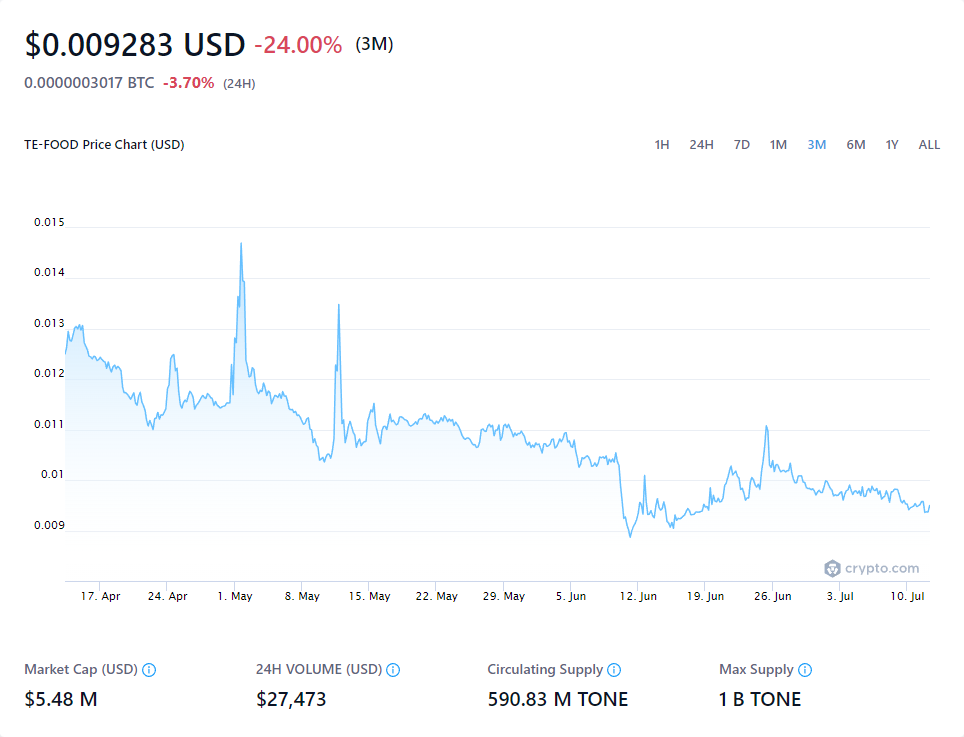 $0.009283 USD -24.00% (3M)
0.0000003017 BTC -3.70% (24H)
TE-FOOD Price Chart (USD) 1H 24H 7D 1M 3M 6M 1Y ALL
0.015
0.014
0.013
0.012
0.011
0.01
0.009
crypto.com
17. Apr 24. Apr 1. May 8. May 15. May 22. May 29. May 5. Jun 12. Jun 19. Jun 26. Jun 3. Jul 10. Jul
Market Cap (USD) 24H VOLUME (USD) Circulating Supply Max Supply
$5.48 M $27,473 590.83 M TONE 1 B TONE